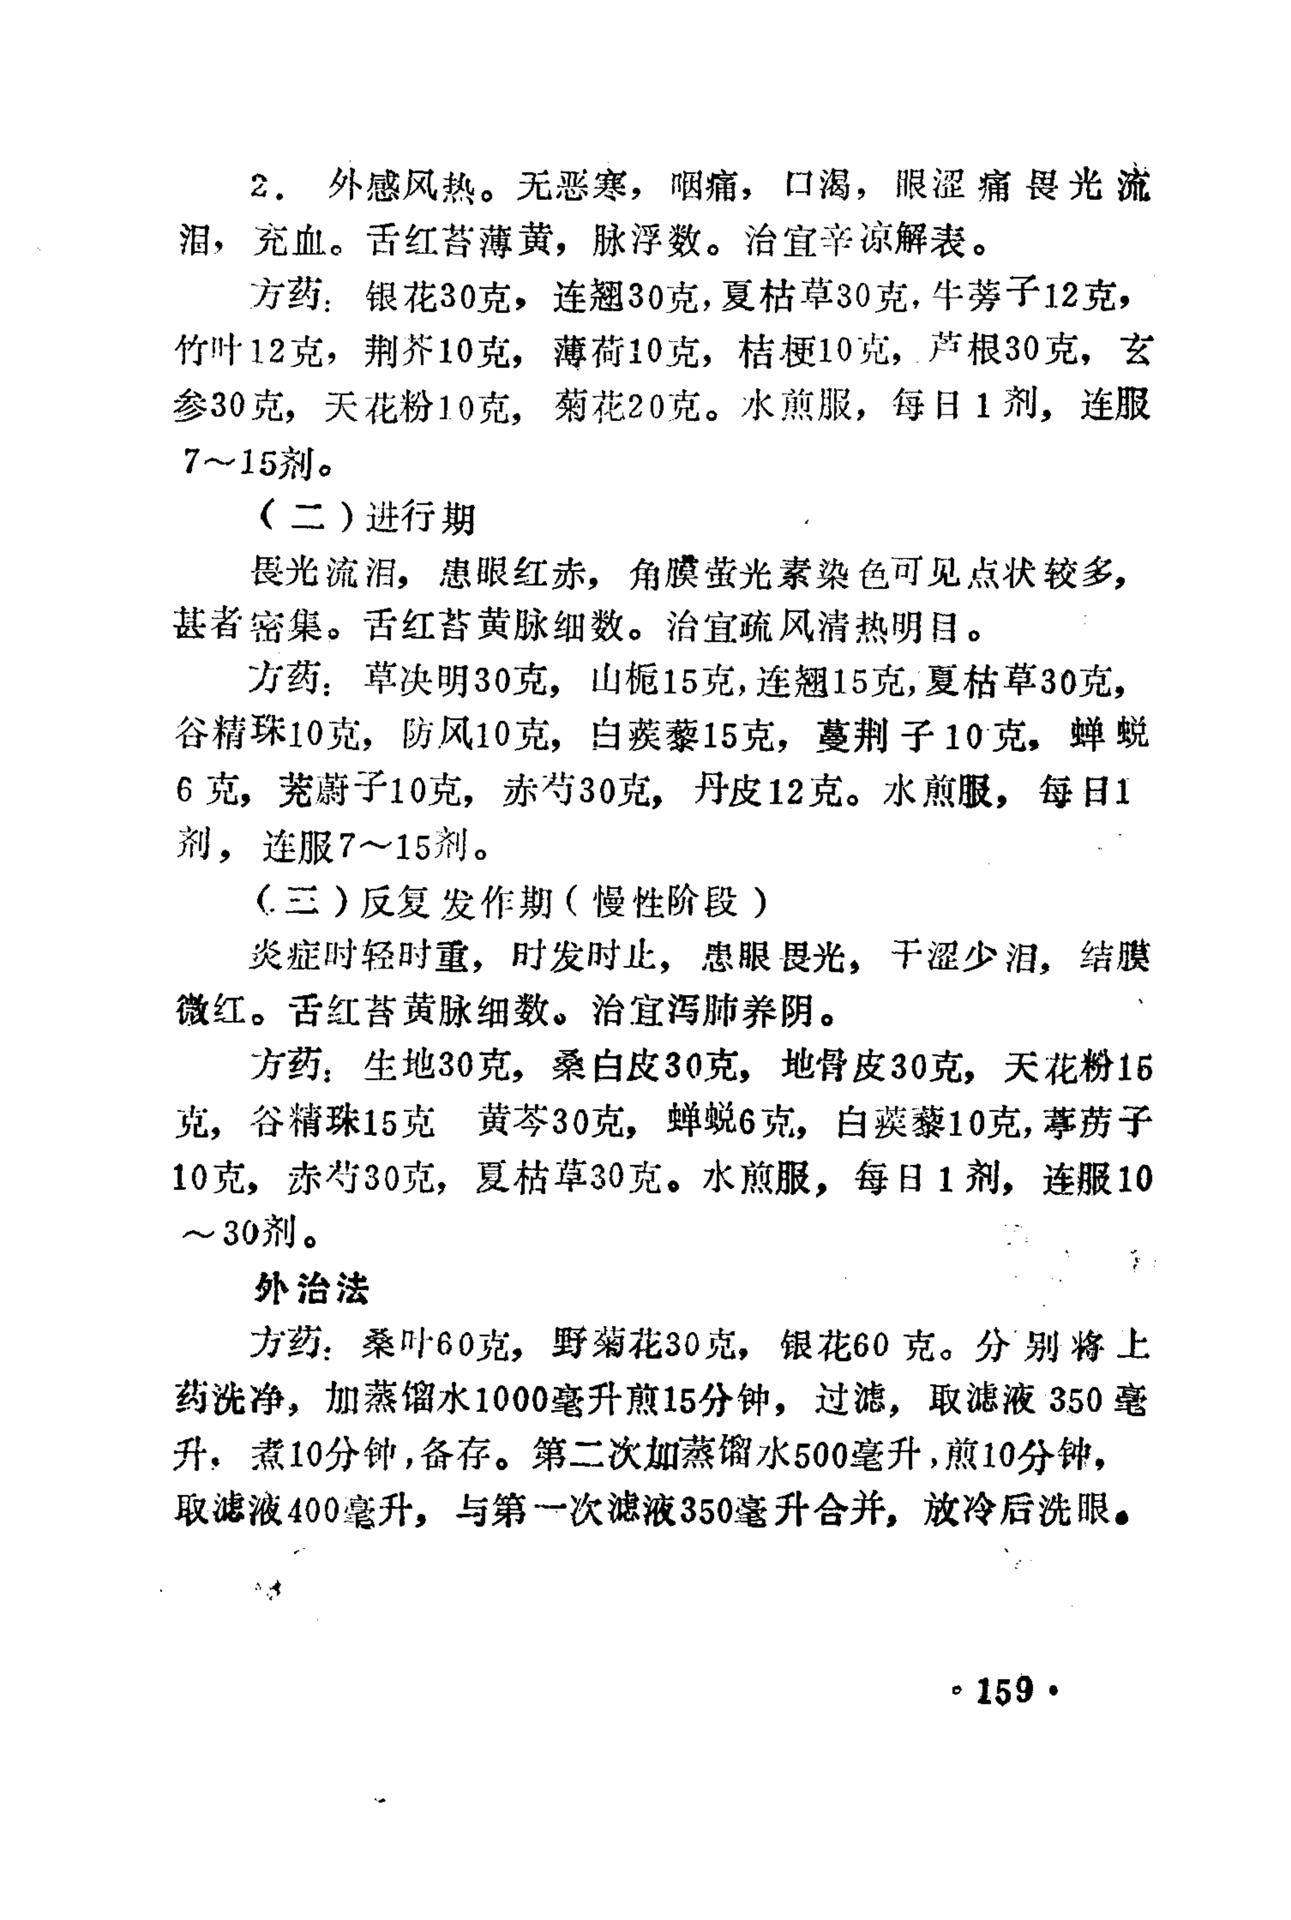 2. 外感风热。无恶寒，咽痛，口渴，眼涩痛畏光流
泪，充血。舌红苔薄黄，脉浮数。治宜辛凉解表。
方药：银花30克，连翘30克，夏枯草30克，牛蒡子12克，
竹叶12克，荆芥10克，薄荷10克，桔梗10克，芦根30克，玄
参30克，天花粉10克，菊花20克。水煎服，每日1剂，连服
7～15剂。
（二）进行期
畏光流泪，患眼红赤，角膜萤光素染色可见点状较多，
甚者密集。舌红苔黄脉细数。治宜疏风清热明目。
方药：草决明30克，山栀15克，连翘15克，夏枯草30克，
谷精珠10克，防风10克，白蒺藜15克，蔓荆子10克，蝉蜕
6克，茺蔚子10克，赤芍30克，丹皮12克。水煎服，每日1
剂，连服7～15剂。
（三）反复发作期（慢性阶段）
炎症时轻时重，时发时止，患眼畏光，干涩少泪，结膜
微红。舌红苔黄脉细数。治宜泻肺养阴。
方药：生地30克，桑白皮30克，地骨皮30克，天花粉15
克，谷精珠15克 黄芩30克，蝉蜕6克，白蒺藜10克，葶苈子
10克，赤芍30克，夏枯草30克。水煎服，每日1剂，连服10
～30剂。
外治法
方药：桑叶60克，野菊花30克，银花60克。分别将上
药洗净，加蒸馏水1000毫升煎15分钟，过滤，取滤液350毫
升，煮10分钟，备存。第二次加蒸馏水500毫升，煎10分钟，
取滤液400毫升，与第一次滤液350毫升合并，放冷后洗眼。
·159·